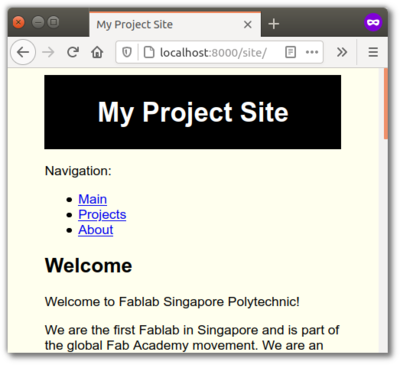 My Project Site
localhost:8000/site/
My Project Site
Navigation:
Main
Projects
About
Welcome
Welcome to Fablab Singapore Polytechnic!
We are the first Fablab in Singapore and is part of
the global Fab Academy movement. We are an